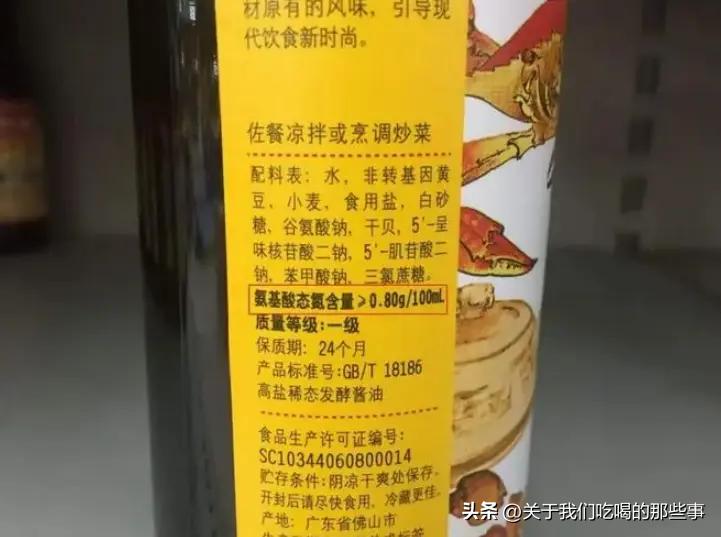 材原有的风味，引导现
代饮食新时尚。
佐餐凉拌或烹调炒菜
配料表：水，非转基因黄
豆，小麦，食用盐，白砂
糖，谷氨酸钠，干贝，5'-呈
味核苷酸二钠，5'-肌苷酸二
钠，苯甲酸钠，三氯蔗糖。
氨基酸态氮含量≥0.80g/100mL
质量等级:一级
保质期：24个月
产品标准号:GB/T 18186
高盐稀态发酵酱油
食品生产许可证编号：
SC10344060800014
贮存条件:阴凉干爽处保存。
开封后请尽快食用，冷藏更佳。
产地：广东省佛山市
头条 @关于我们吃喝的那些事